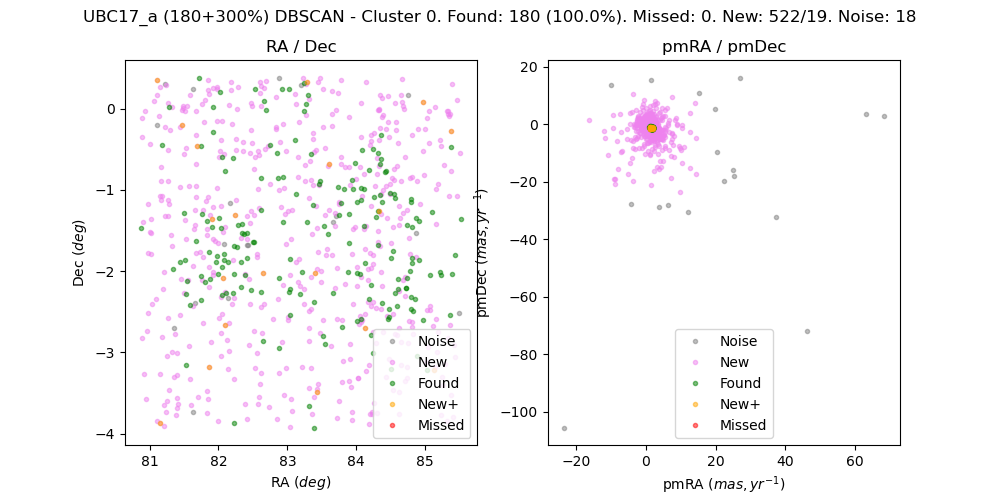 UBC17_a (180+300%) DBSCAN - Cluster 0. Found: 180 (100.0%). Missed: 0. New: 522/19. Noise: 18
RA / Dec
0
−1
−2
−3
−4
Dec (deg)
81 82 83 84 85
RA (deg)
Noise
New
Found
New+
Missed
pmRA / pmDec
20
0
−20
−40
−60
−80
−100
pmDec (mas, yr⁻¹)
−20 0 20 40 60
pmRA (mas, yr⁻¹)
Noise
New
Found
New+
Missed